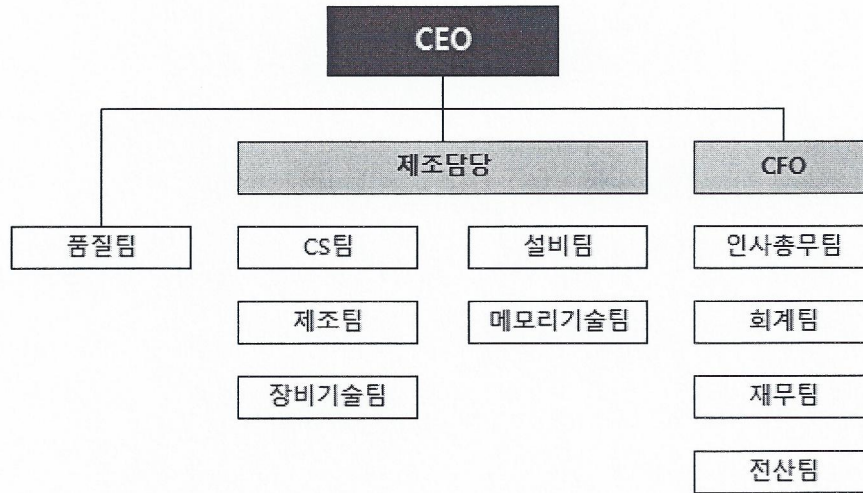 CEO
제조담당 CFO
품질팀 CS팀 설비팀 인사총무팀
제조팀 메모리기술팀 회계팀
장비기술팀 재무팀
전산팀